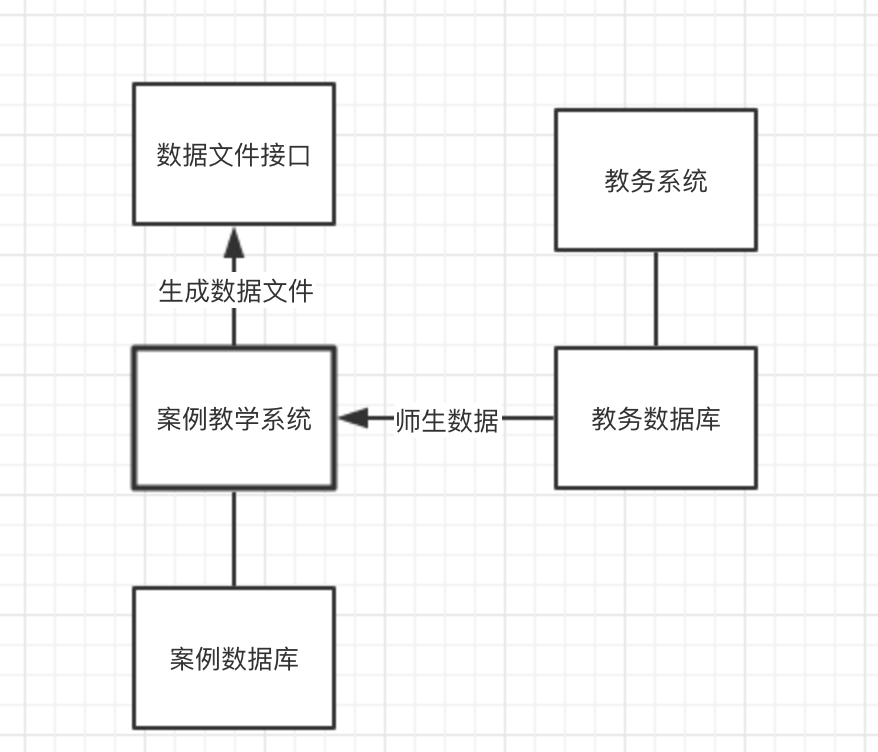 数据文件接口
教务系统
生成数据文件
案例教学系统
师生数据
教务数据库
案例数据库